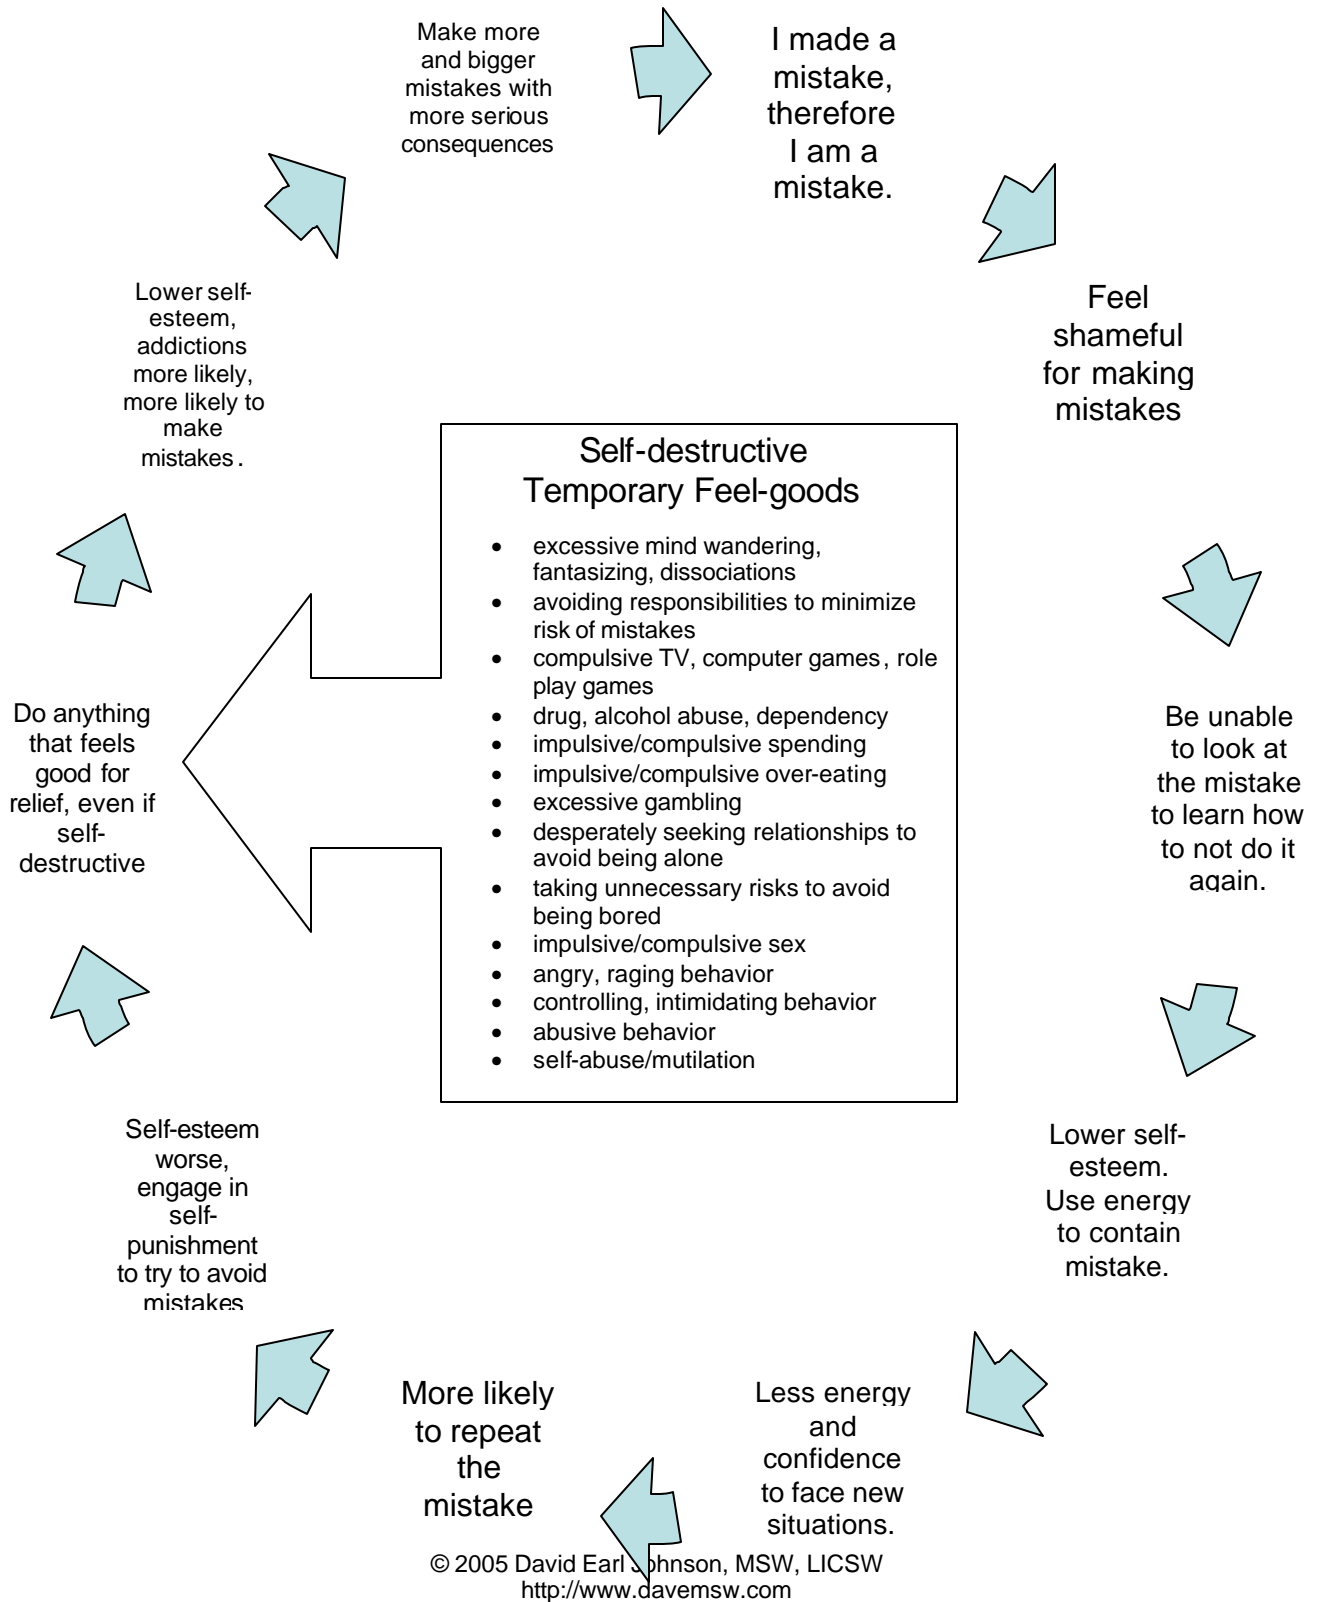 Make more
and bigger
mistakes with
more serious
consequences
I made a
mistake,
therefore
I am a
mistake.
Feel
shameful
for making
mistakes
Be unable
to look at
the mistake
to learn how
to not do it
again.
Lower self-
esteem.
Use energy
to contain
mistake.
Less energy
and
confidence
to face new
situations.
More likely
to repeat
the
mistake
Self-esteem
worse,
engage in
self-
punishment
to try to avoid
mistakes
Do anything
that feels
good for
relief, even if
self-
destructive
Lower self-
esteem,
addictions
more likely,
more likely to
make
mistakes.
Self-destructive
Temporary Feel-goods
• excessive mind wandering,
fantasizing, dissociations
• avoiding responsibilities to minimize
risk of mistakes
• compulsive TV, computer games, role
play games
• drug, alcohol abuse, dependency
• impulsive/compulsive spending
• impulsive/compulsive over-eating
• excessive gambling
• desperately seeking relationships to
avoid being alone
• taking unnecessary risks to avoid
being bored
• impulsive/compulsive sex
• angry, raging behavior
• controlling, intimidating behavior
• abusive behavior
• self-abuse/mutilation
© 2005 David Earl Johnson, MSW, LICSW
http://www.davemsw.com